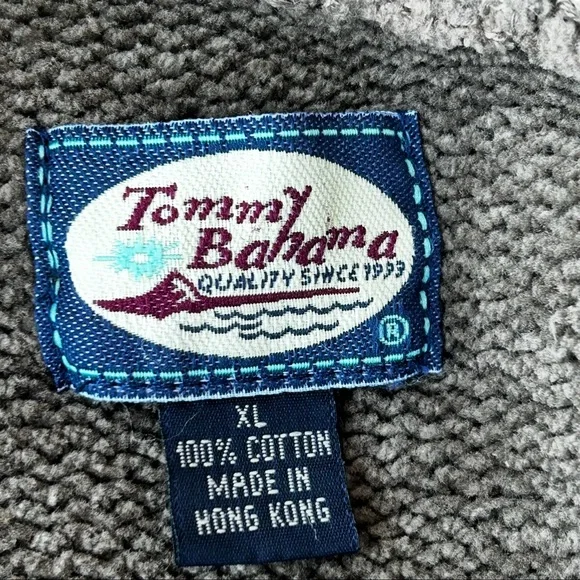 Tommy
Bahama
QUALITY SINCE 1993
®
XL
100% COTTON
MADE IN
HONG KONG